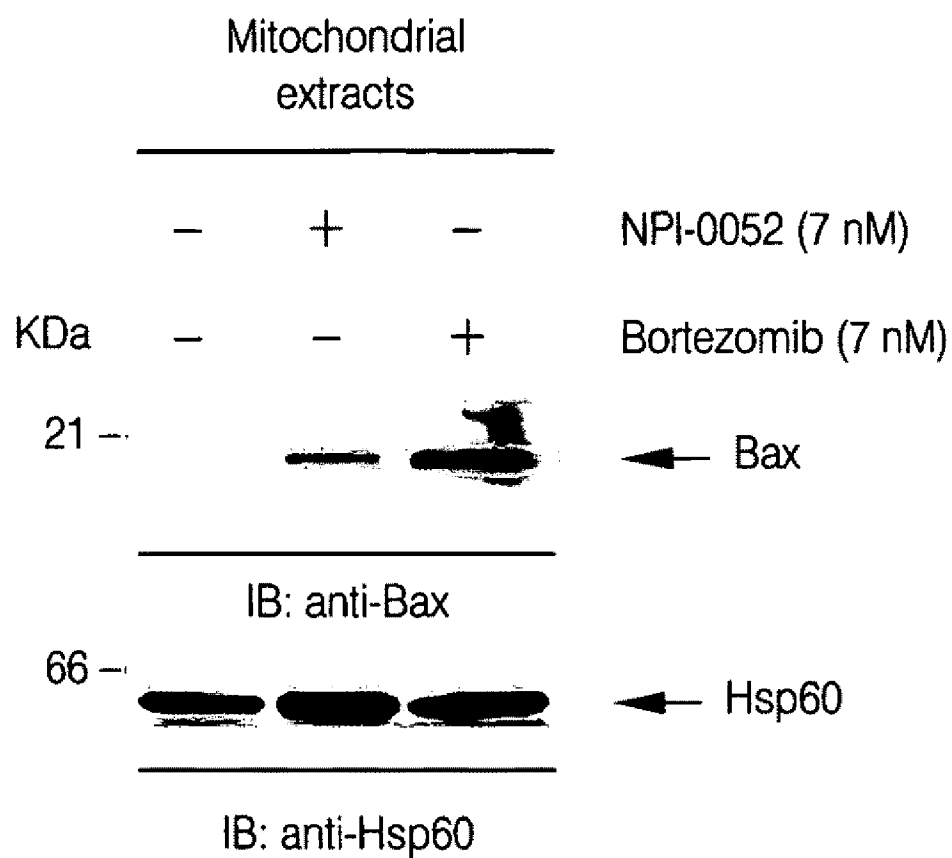 Mitochondrial
extracts
− + − NPI-0052 (7 nM)
KDa − − + Bortezomib (7 nM)
21 Bax
IB: anti-Bax
66 Hsp60
IB: anti-Hsp60